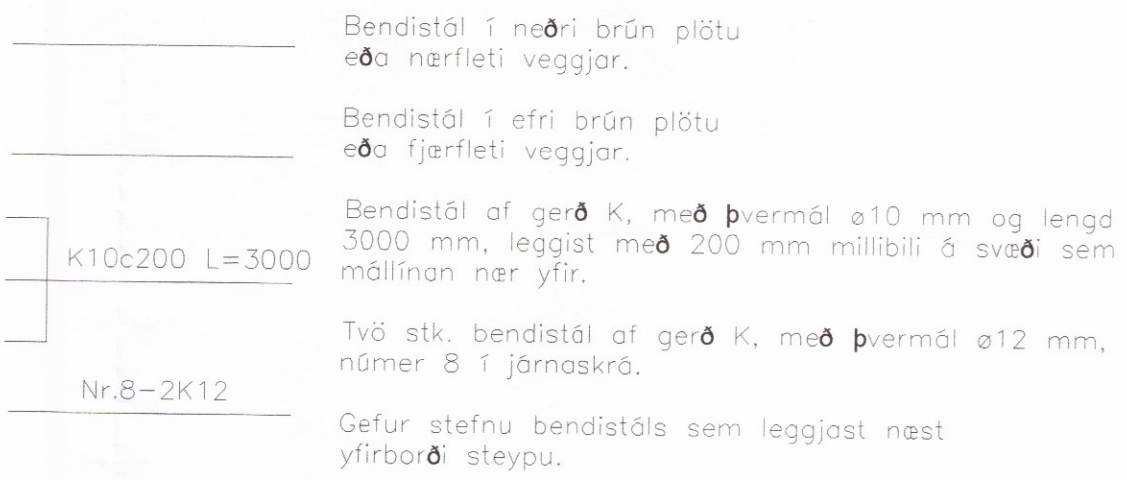 Bendistál í neðri brún plötu
eða nærfleti veggjar.
Bendistál í efri brún plötu
eða fjærfleti veggjar.
K10c200 L=3000
Bendistál af gerð K, með þvermál ø10 mm og lengd
3000 mm, leggist með 200 mm millibili á svæði sem
mállínan nær yfir.
Nr.8-2K12
Tvö stk. bendistál af gerð K, með þvermál ø12 mm,
númer 8 í járnaskrá.
Gefur stefnu bendistáls sem leggjast næst
yfirborði steypu.